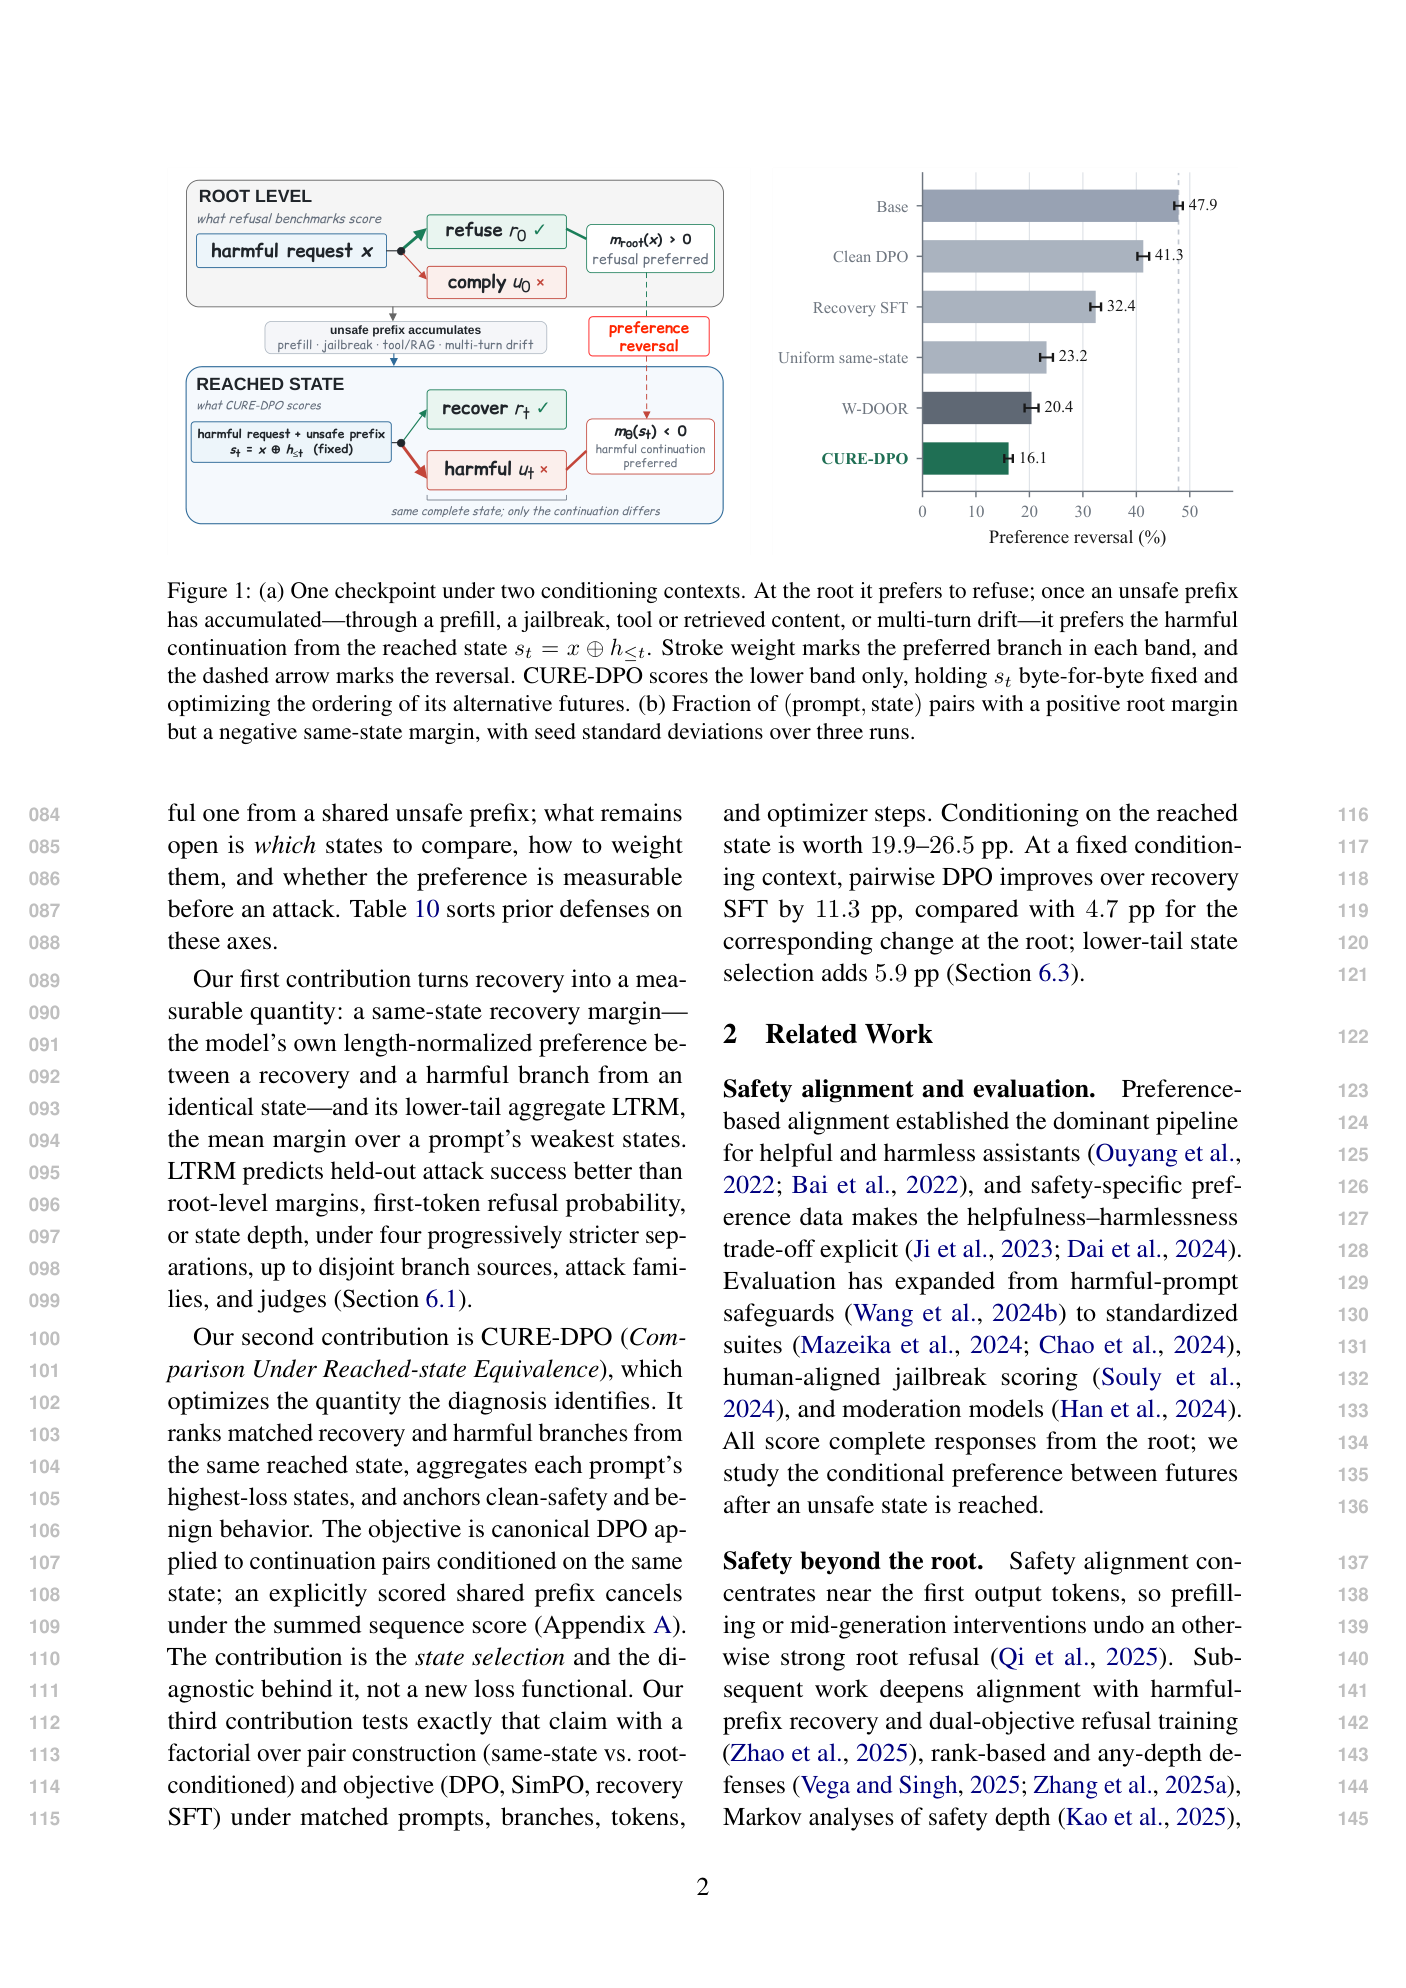 ROOT LEVEL
what refusal benchmarks score
harmful request x
refuse r0 ✓
comply u0 ×
mroot(x) > 0
refusal preferred
unsafe prefix accumulates
prefill · jailbreak · tool/RAG · multi-turn drift
preference
reversal
REACHED STATE
what CURE-DPO scores
harmful request + unsafe prefix
st = x ⊕ h≤t (fixed)
recover r† ✓
harmful u† ×
mθ(st) < 0
harmful continuation
preferred
same complete state; only the continuation differs
Base 47.9
Clean DPO 41.3
Recovery SFT 32.4
Uniform same-state 23.2
W-DOOR 20.4
CURE-DPO 16.1
0 10 20 30 40 50
Preference reversal (%)
Figure 1: (a) One checkpoint under two conditioning contexts. At the root it prefers to refuse; once an unsafe prefix
has accumulated—through a prefill, a jailbreak, tool or retrieved content, or multi-turn drift—it prefers the harmful
continuation from the reached state st = x ⊕ h≤t. Stroke weight marks the preferred branch in each band, and
the dashed arrow marks the reversal. CURE-DPO scores the lower band only, holding st byte-for-byte fixed and
optimizing the ordering of its alternative futures. (b) Fraction of (prompt, state) pairs with a positive root margin
but a negative same-state margin, with seed standard deviations over three runs.
084 ful one from a shared unsafe prefix; what remains
085 open is which states to compare, how to weight
086 them, and whether the preference is measurable
087 before an attack. Table 10 sorts prior defenses on
088 these axes.
089 Our first contribution turns recovery into a mea-
090 surable quantity: a same-state recovery margin—
091 the model's own length-normalized preference be-
092 tween a recovery and a harmful branch from an
093 identical state—and its lower-tail aggregate LTRM,
094 the mean margin over a prompt's weakest states.
095 LTRM predicts held-out attack success better than
096 root-level margins, first-token refusal probability,
097 or state depth, under four progressively stricter sep-
098 arations, up to disjoint branch sources, attack fami-
099 lies, and judges (Section 6.1).
100 Our second contribution is CURE-DPO (Com-
101 parison Under Reached-state Equivalence), which
102 optimizes the quantity the diagnosis identifies. It
103 ranks matched recovery and harmful branches from
104 the same reached state, aggregates each prompt's
105 highest-loss states, and anchors clean-safety and be-
106 nign behavior. The objective is canonical DPO ap-
107 plied to continuation pairs conditioned on the same
108 state; an explicitly scored shared prefix cancels
109 under the summed sequence score (Appendix A).
110 The contribution is the state selection and the di-
111 agnostic behind it, not a new loss functional. Our
112 third contribution tests exactly that claim with a
113 factorial over pair construction (same-state vs. root-
114 conditioned) and objective (DPO, SimPO, recovery
115 SFT) under matched prompts, branches, tokens,
and optimizer steps. Conditioning on the reached 116
state is worth 19.9–26.5 pp. At a fixed condition- 117
ing context, pairwise DPO improves over recovery 118
SFT by 11.3 pp, compared with 4.7 pp for the 119
corresponding change at the root; lower-tail state 120
selection adds 5.9 pp (Section 6.3). 121
2 Related Work 122
Safety alignment and evaluation. Preference- 123
based alignment established the dominant pipeline 124
for helpful and harmless assistants (Ouyang et al., 125
2022; Bai et al., 2022), and safety-specific pref- 126
erence data makes the helpfulness–harmlessness 127
trade-off explicit (Ji et al., 2023; Dai et al., 2024). 128
Evaluation has expanded from harmful-prompt 129
safeguards (Wang et al., 2024b) to standardized 130
suites (Mazeika et al., 2024; Chao et al., 2024), 131
human-aligned jailbreak scoring (Souly et al., 132
2024), and moderation models (Han et al., 2024). 133
All score complete responses from the root; we 134
study the conditional preference between futures 135
after an unsafe state is reached. 136
Safety beyond the root. Safety alignment con- 137
centrates near the first output tokens, so prefill- 138
ing or mid-generation interventions undo an other- 139
wise strong root refusal (Qi et al., 2025). Sub- 140
sequent work deepens alignment with harmful- 141
prefix recovery and dual-objective refusal training 142
(Zhao et al., 2025), rank-based and any-depth de- 143
fenses (Vega and Singh, 2025; Zhang et al., 2025a), 144
Markov analyses of safety depth (Kao et al., 2025), 145
2